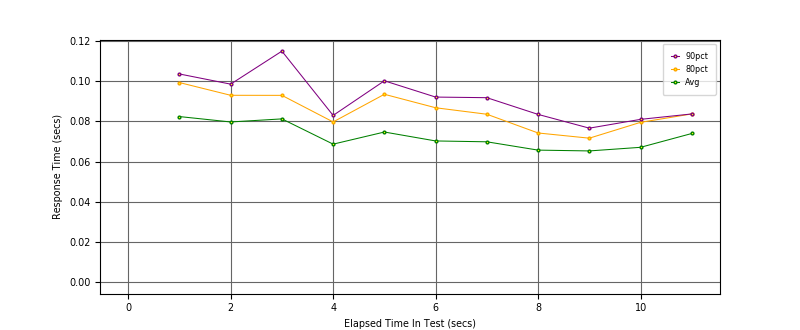 0.12
0.10
0.08
0.06
0.04
0.02
0.00
Response Time (secs)
90pct
80pct
Avg
0 2 4 6 8 10
Elapsed Time In Test (secs)